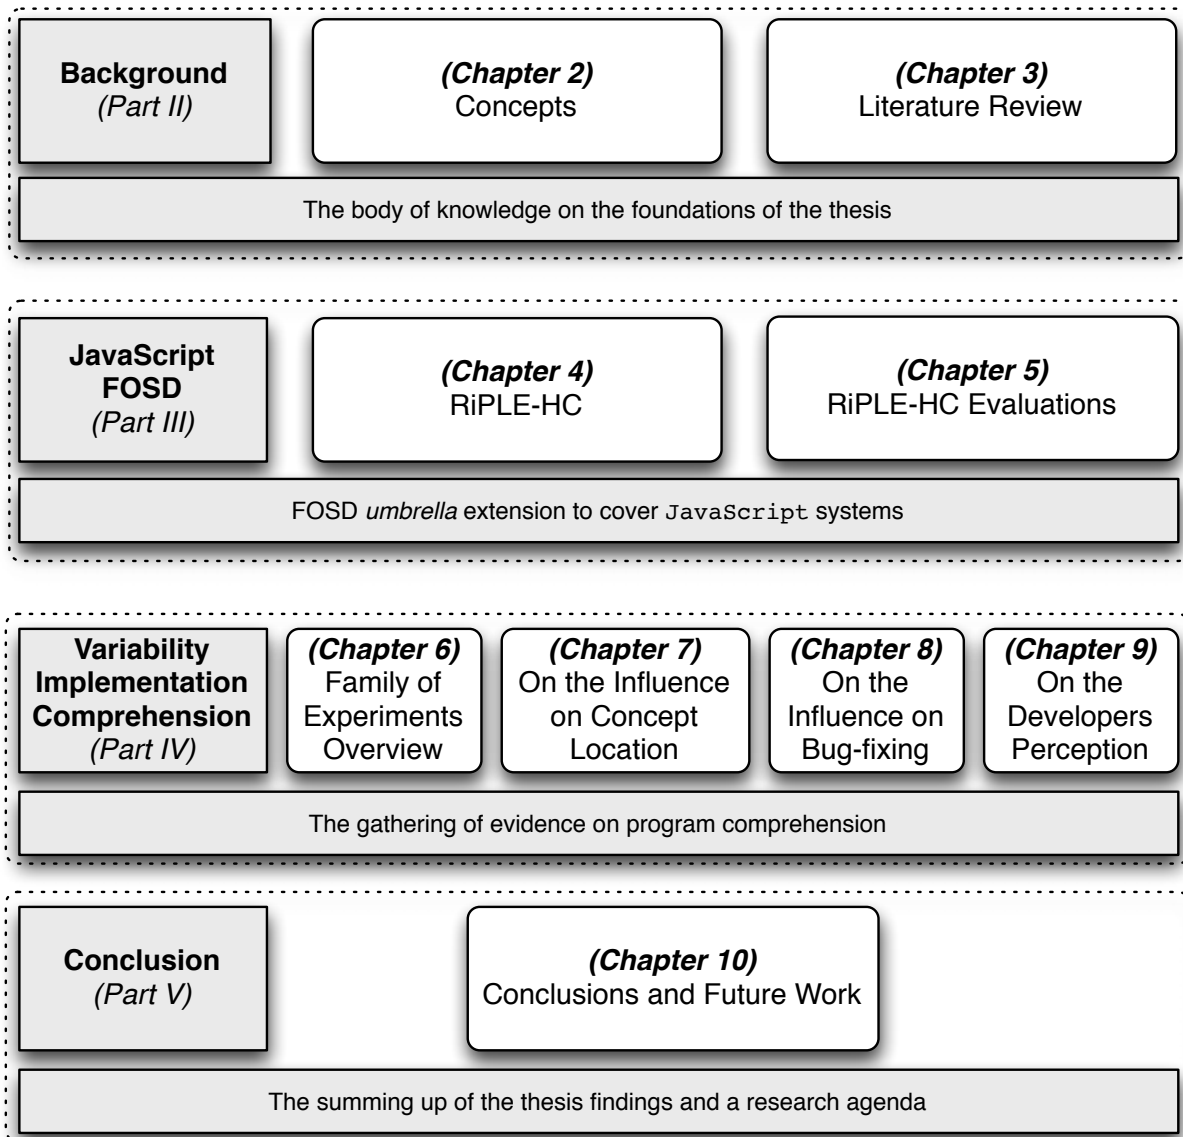 Background
(Part II)
(Chapter 2)
Concepts
(Chapter 3)
Literature Review
The body of knowledge on the foundations of the thesis
JavaScript
FOSD
(Part III)
(Chapter 4)
RiPLE-HC
(Chapter 5)
RiPLE-HC Evaluations
FOSD umbrella extension to cover JavaScript systems
Variability
Implementation
Comprehension
(Part IV)
(Chapter 6)
Family of
Experiments
Overview
(Chapter 7)
On the Influence
on Concept
Location
(Chapter 8)
On the
Influence on
Bug-fixing
(Chapter 9)
On the
Developers
Perception
The gathering of evidence on program comprehension
Conclusion
(Part V)
(Chapter 10)
Conclusions and Future Work
The summing up of the thesis findings and a research agenda